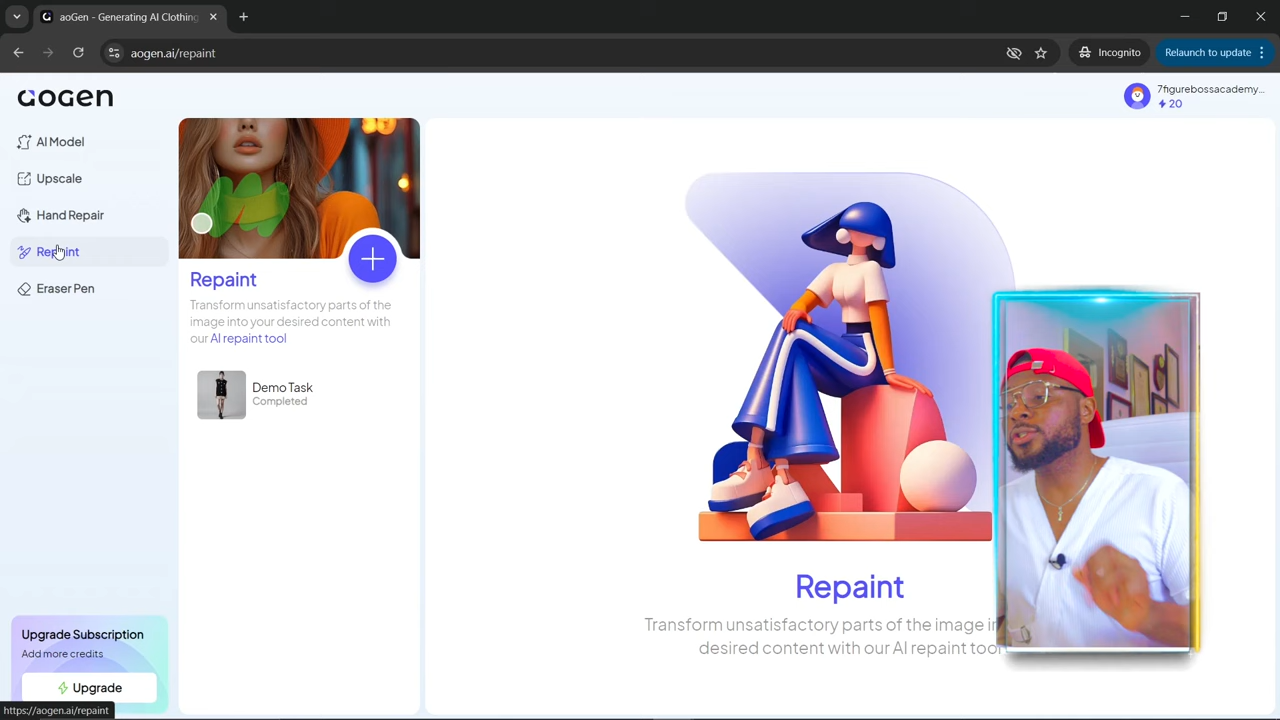 aoGen - Generating AI Clothing
aogen.ai/repaint
Incognito
Relaunch to update
aogen
7figurebossacademy...
20
AI Model
Upscale
Hand Repair
Repaint
Eraser Pen
Repaint
Transform unsatisfactory parts of the
image into your desired content with
our AI repaint tool
Demo Task
Completed
Repaint
Transform unsatisfactory parts of the image in
desired content with our AI repaint tool
Upgrade Subscription
Add more credits
Upgrade
https://aogen.ai/repaint